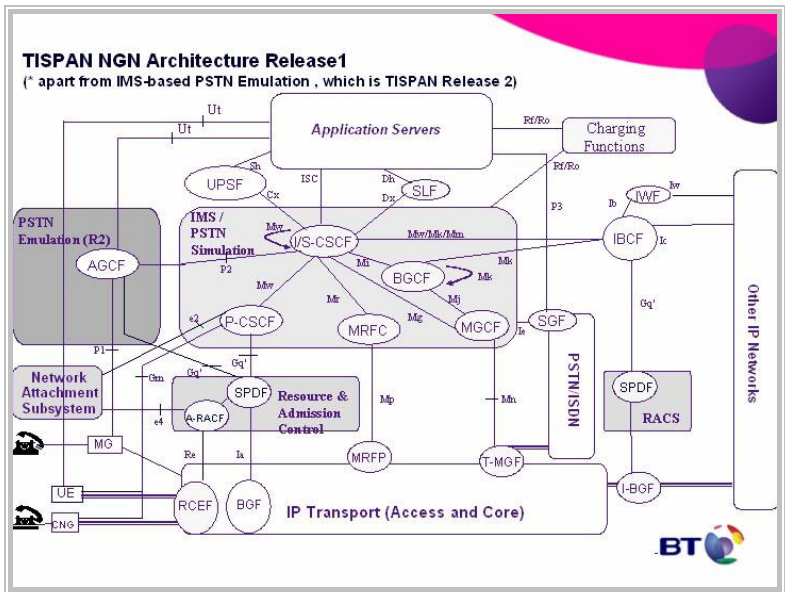 TISPAN NGN Architecture Release1
(* apart from IMS-based PSTN Emulation , which is TISPAN Release 2)
Ut
Ut
Application Servers
Rf/Ro
Charging
Functions
Rf/Ro
Sh
ISC
Dh
UPSF
SLF
Cx
Dx
P3
Ib
IWF
Iw
PSTN
Emulation (R2)
IMS /
PSTN
Simulation
Mw
I/S-CSCF
Mw/Mk/Mm
IBCF
Ic
AGCF
P2
Mi
BGCF
Mk
Mk
Mw
Mr
Mj
Mg
Gq'
Other IP Networks
e2
P-CSCF
MRFC
MGCF
Ie
SGF
P1
Gm
Gq'
Gq'
PSTN/ISDN
Network
Attachment
Subsystem
SPDF
Resource &
Admission
Control
A-RACF
e4
Mp
Mn
SPDF
RACS
MG
Re
Ia
MRFP
T-MGF
I-BGF
UE
RCEF
BGF
IP Transport (Access and Core)
CNG
BT